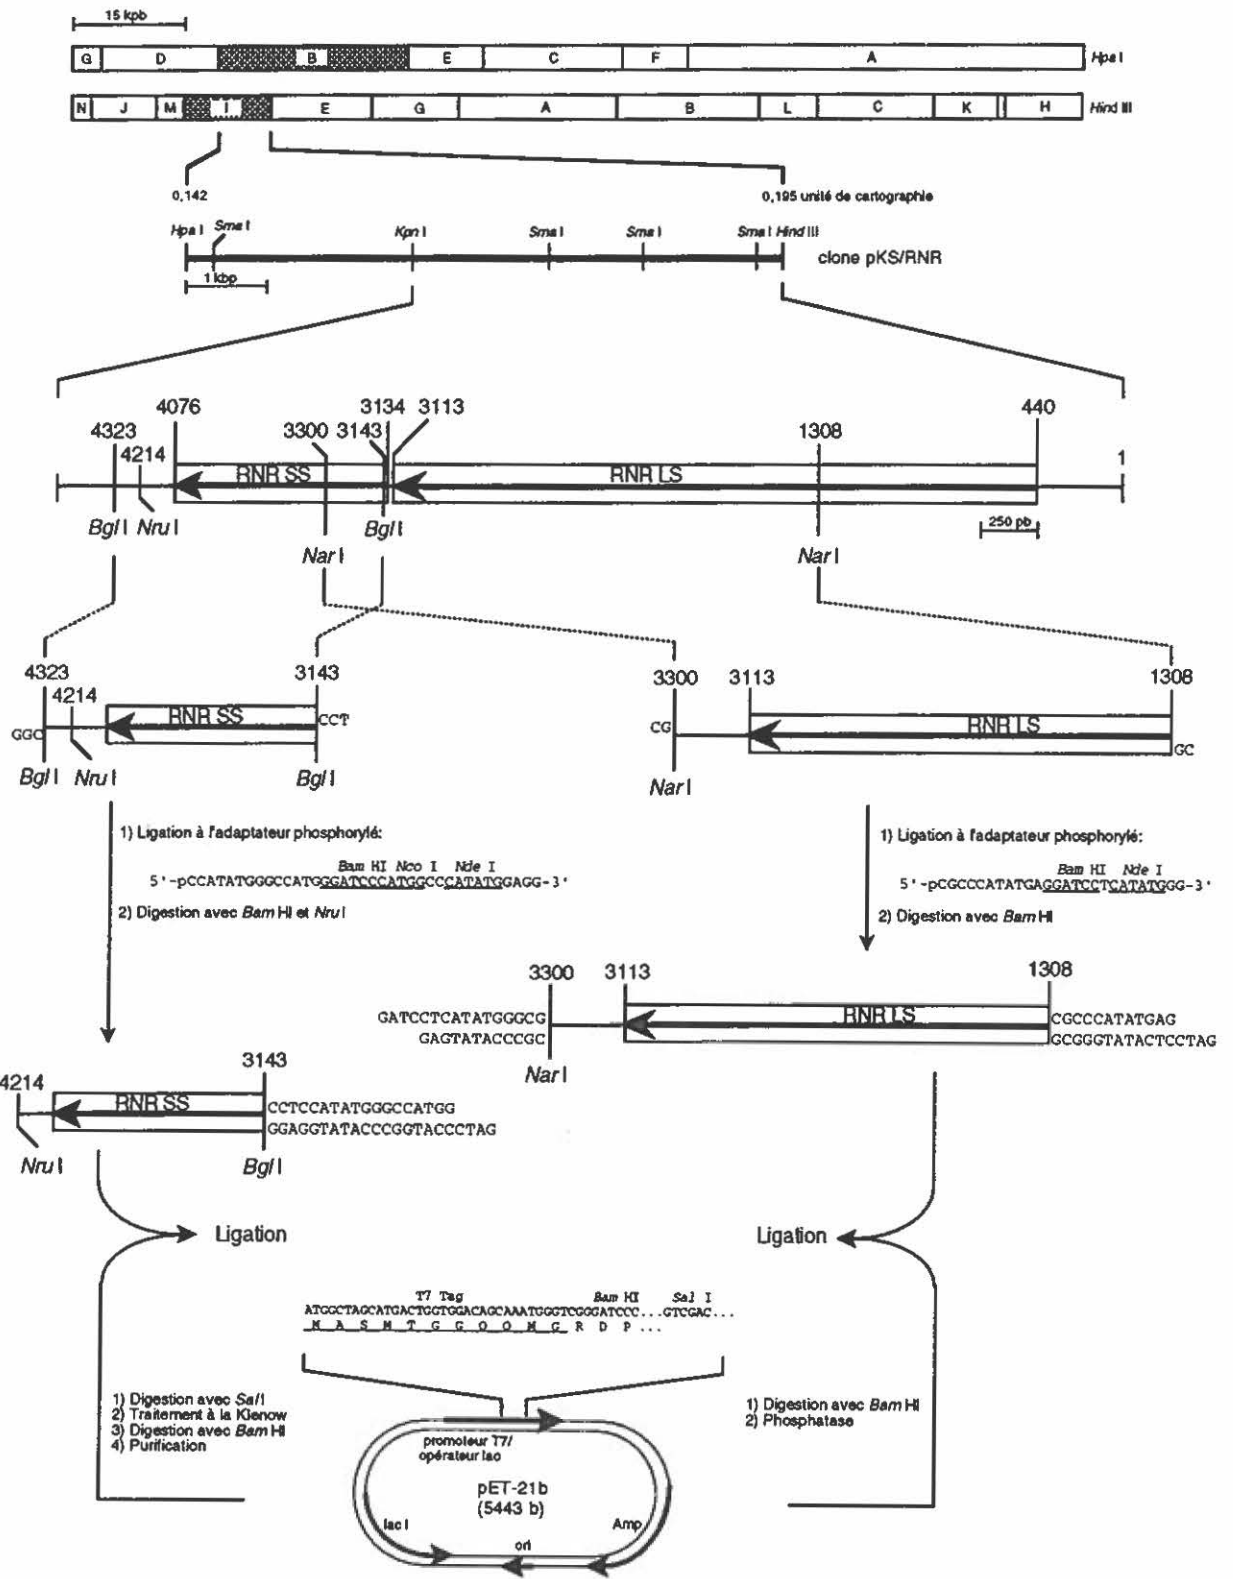 15 kpb
G D B E C F A Hpa I
N J M I E G A B L C K H Hind III
0,142
0,195 unité de cartographie
Hpa I Sma I Kpn I Sma I Sma I Sma I Hind III
clone pKS/RNR
1 kbp
4076 3134 3113 440
4323 3300 3143 1308
4214 1
RNR SS RNR LS
Bgl I Nru I Bgl I
250 pb
Nar I Nar I
4323 3143 3300 3113 1308
4214
RNR SS CCT
CG RNR LS
GGC GC
Bgl I Nru I Bgl I
Nar I
1) Ligation à l'adaptateur phosphorylé:
Bam HI Nco I Nde I
5'-pCCATATGGGCCATGGGATCCCATGGCCCATATGGAGG-3'
2) Digestion avec Bam HI et Nru I
1) Ligation à l'adaptateur phosphorylé:
Bam HI Nde I
5'-pCGCCCATATGAGGATCCTCATATGGG-3'
2) Digestion avec Bam HI
3300 3113 1308
GATCCTCATATGGGCG RNR LS CGCCCATATGAG
GAGTATACCCGC GCGGGTATACTCCTAG
Nar I
3143
4214
RNR SS CCTCCATATGGGCCATGG
GGAGGTATACCCGGTACCCTAG
Nru I Bgl I
Ligation Ligation
T7 Tag Bam HI Sal I
ATGGCTAGCATGACTGGTGGACAGCAAATGGGTCGGGATCCC...GTCGAC...
M A S M T G G Q Q M G R D P ...
1) Digestion avec Sal I
2) Traitement à la Klenow
3) Digestion avec Bam HI
4) Purification
1) Digestion avec Bam HI
2) Phosphatase
promoteur T7/
opérateur lac
pET-21b
(5443 b)
lac I Amp
ori